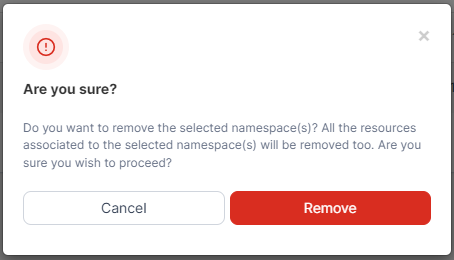 Are you sure?
Do you want to remove the selected namespace(s)? All the resources
associated to the selected namespace(s) will be removed too. Are you
sure you wish to proceed?
Cancel
Remove